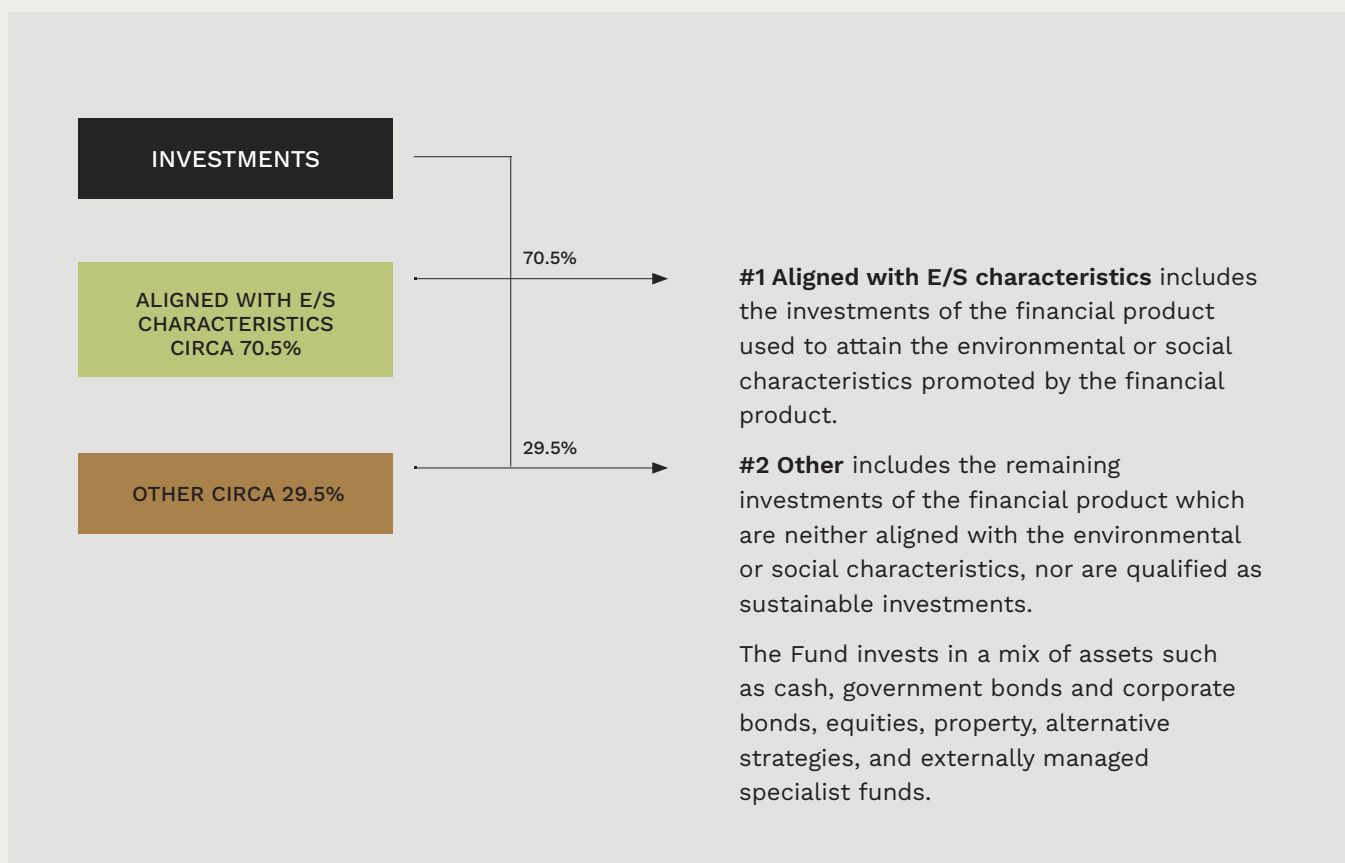 INVESTMENTS
70.5%
ALIGNED WITH E/S
CHARACTERISTICS
CIRCA 70.5%
29.5%
OTHER CIRCA 29.5%
#1 Aligned with E/S characteristics includes
the investments of the financial product
used to attain the environmental or social
characteristics promoted by the financial
product.
#2 Other includes the remaining
investments of the financial product which
are neither aligned with the environmental
or social characteristics, nor are qualified as
sustainable investments.
The Fund invests in a mix of assets such
as cash, government bonds and corporate
bonds, equities, property, alternative
strategies, and externally managed
specialist funds.